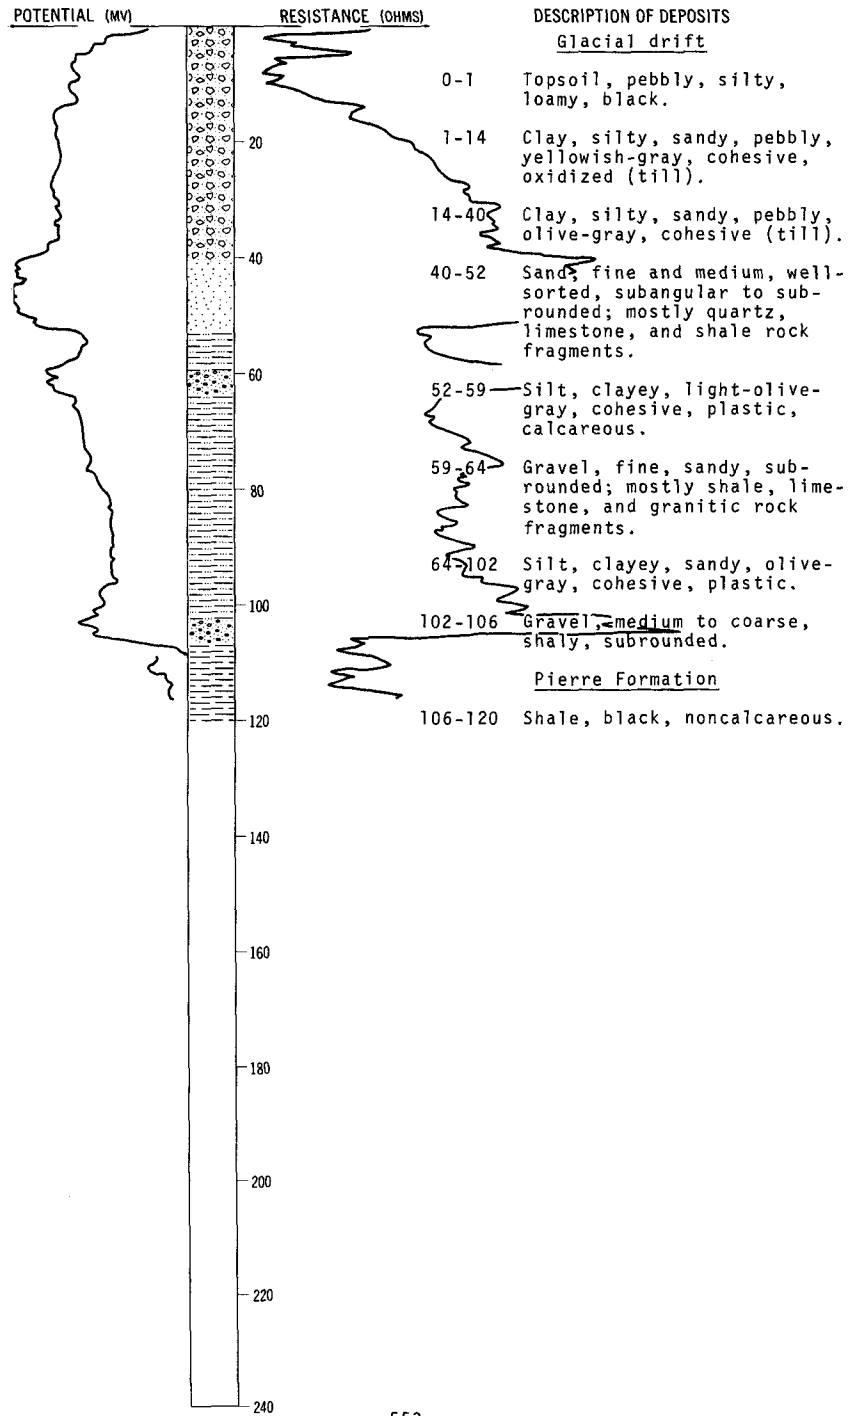 POTENTIAL (MV) RESISTANCE (OHMS) DESCRIPTION OF DEPOSITS
Glacial drift
0-1 Topsoil, pebbly, silty,
loamy, black.
1-14 Clay, silty, sandy, pebbly,
yellowish-gray, cohesive,
oxidized (till).
14-40 Clay, silty, sandy, pebbly,
olive-gray, cohesive (till).
40-52 Sand, fine and medium, well-
sorted, subangular to sub-
rounded; mostly quartz,
limestone, and shale rock
fragments.
52-59 Silt, clayey, light-olive-
gray, cohesive, plastic,
calcareous.
59-64 Gravel, fine, sandy, sub-
rounded; mostly shale, lime-
stone, and granitic rock
fragments.
64-102 Silt, clayey, sandy, olive-
gray, cohesive, plastic.
102-106 Gravel, medium to coarse,
shaly, subrounded.
Pierre Formation
106-120 Shale, black, noncalcareous.
20
40
60
80
100
120
140
160
180
200
220
240